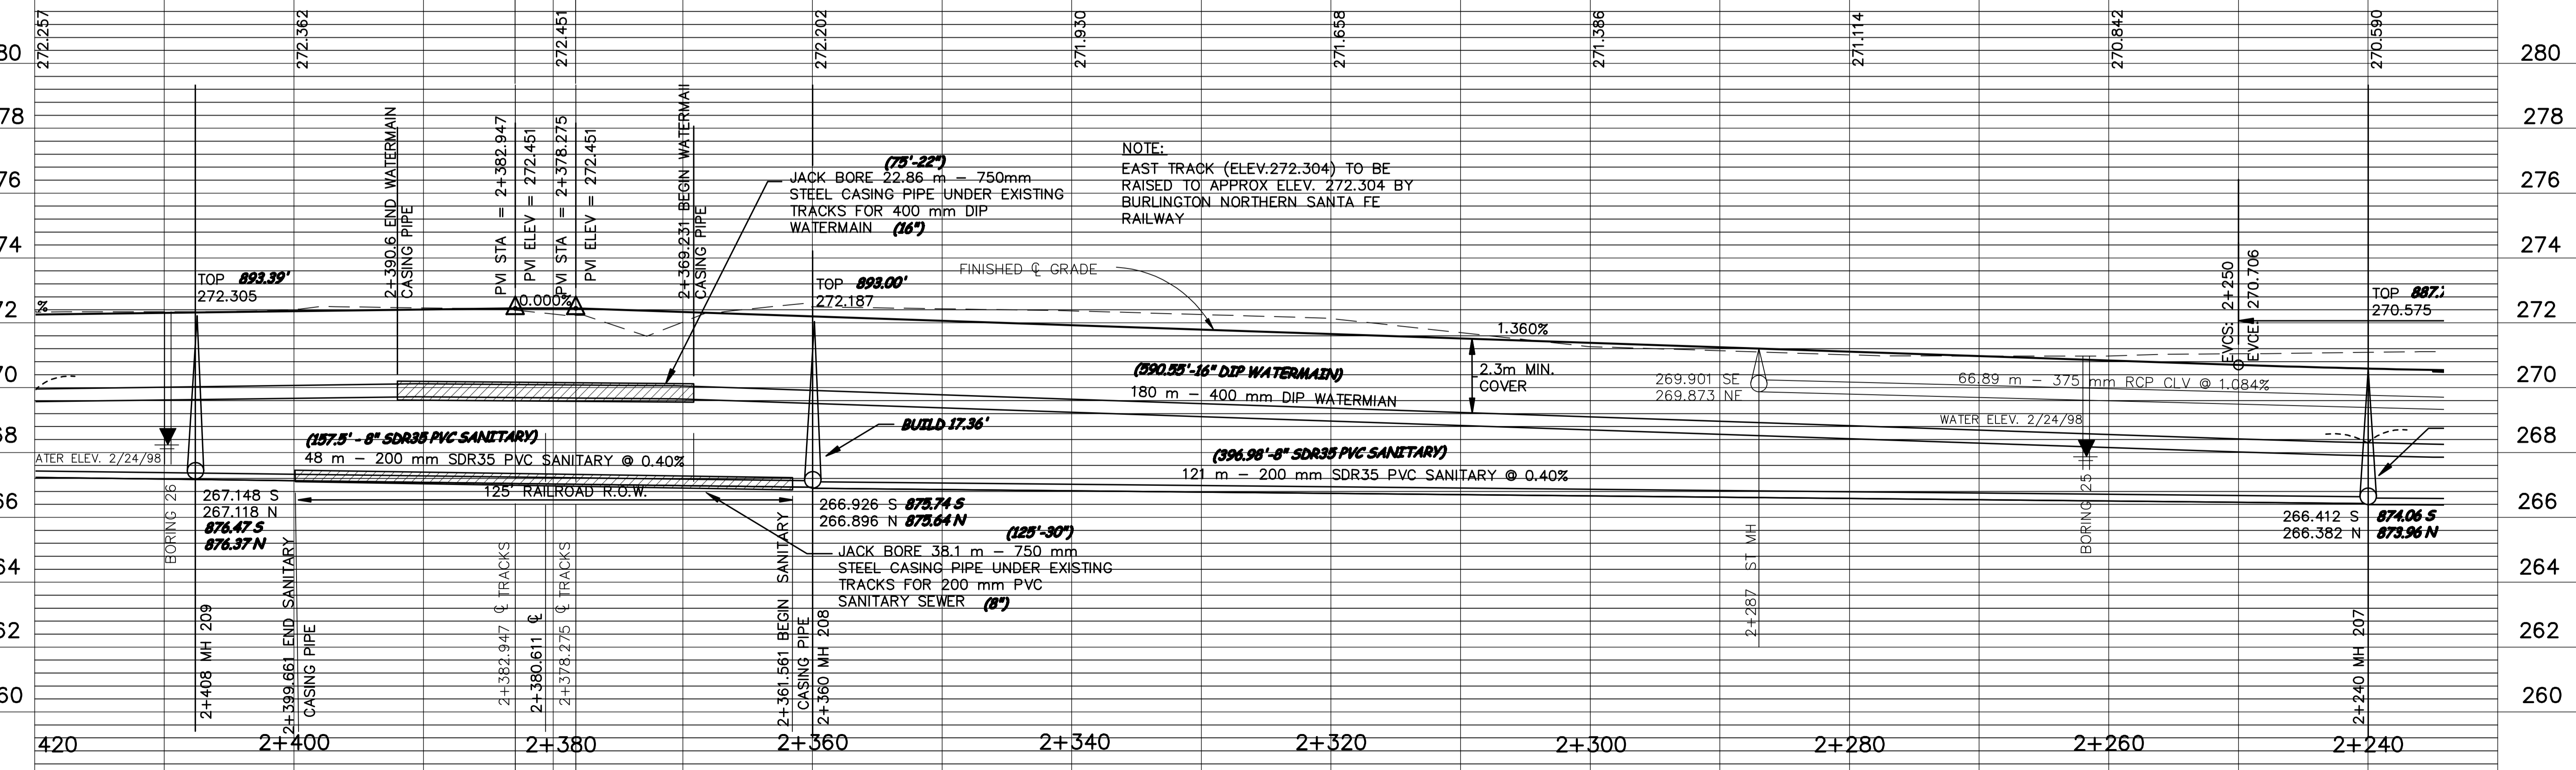 272.257
272.362
272.451
272.202
271.930
271.658
271.386
271.114
270.842
270.590
80
280
78
278
76
276
74
274
72
272
70
270
68
268
66
266
64
264
62
262
60
260
2+390.6 END WATERMAIN
CASING PIPE
PVI STA = 2+382.947
PVI ELEV = 272.451
PVI STA = 2+378.275
PVI ELEV = 272.451
2+369.231 BEGIN WATERMAIN
CASING PIPE
(75'-22")
JACK BORE 22.86 m – 750mm
STEEL CASING PIPE UNDER EXISTING
TRACKS FOR 400 mm DIP
WATERMAIN (16")
NOTE:
EAST TRACK (ELEV.272.304) TO BE
RAISED TO APPROX ELEV. 272.304 BY
BURLINGTON NORTHERN SANTA FE
RAILWAY
TOP 893.39'
272.305
%
0.000%
TOP 893.00'
272.187
FINISHED ℄ GRADE
1.360%
EVCS: 2+250
EVCE: 270.706
TOP 887.
270.575
(590.55'-16" DIP WATERMAIN)
180 m – 400 mm DIP WATERMIAN
2.3m MIN.
COVER
269.901 SE
269.873 NE
66.89 m – 375 mm RCP CLV @ 1.084%
WATER ELEV. 2/24/98
BUILD 17.36'
(157.5' - 8" SDR35 PVC SANITARY)
48 m – 200 mm SDR35 PVC SANITARY @ 0.40%
ATER ELEV. 2/24/98
(396.98'-8" SDR35 PVC SANITARY)
121 m – 200 mm SDR35 PVC SANITARY @ 0.40%
125' RAILROAD R.O.W.
BORING 26
267.148 S
267.118 N
876.47 S
876.37 N
266.926 S 875.74 S
266.896 N 875.64 N
(125'-30")
JACK BORE 38.1 m – 750 mm
STEEL CASING PIPE UNDER EXISTING
TRACKS FOR 200 mm PVC
SANITARY SEWER (8")
BORING 25
266.412 S 874.06 S
266.382 N 873.96 N
2+408 MH 209
2+399.661 END SANITARY
CASING PIPE
2+382.947 ℄ TRACKS
2+380.611 ℄
2+378.275 ℄ TRACKS
2+361.561 BEGIN SANITARY
CASING PIPE
2+360 MH 208
2+287 ST MH
2+240 MH 207
420
2+400
2+380
2+360
2+340
2+320
2+300
2+280
2+260
2+240